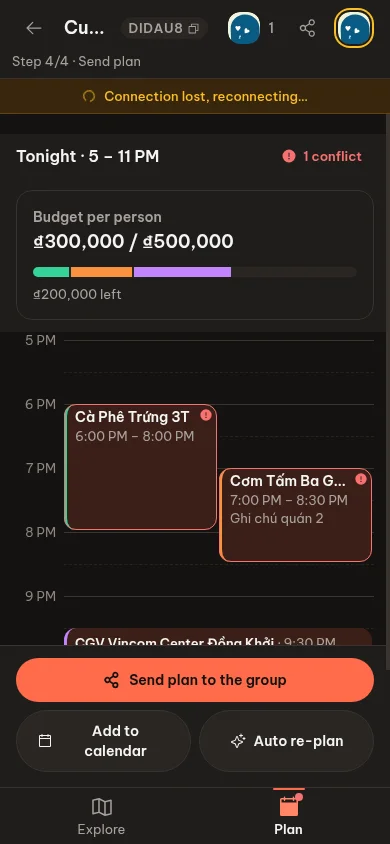 Cu...
DIDAU8
1
Step 4/4 · Send plan
Connection lost, reconnecting...
Tonight · 5 – 11 PM
1 conflict
Budget per person
₫300,000 / ₫500,000
₫200,000 left
5 PM
6 PM
Cà Phê Trứng 3T
6:00 PM – 8:00 PM
7 PM
Cơm Tấm Ba G...
7:00 PM – 8:30 PM
Ghi chú quán 2
8 PM
9 PM
CGV Vincom Center Đồng Khởi · 9:30 PM
Send plan to the group
Add to
calendar
Auto re-plan
Explore
Plan